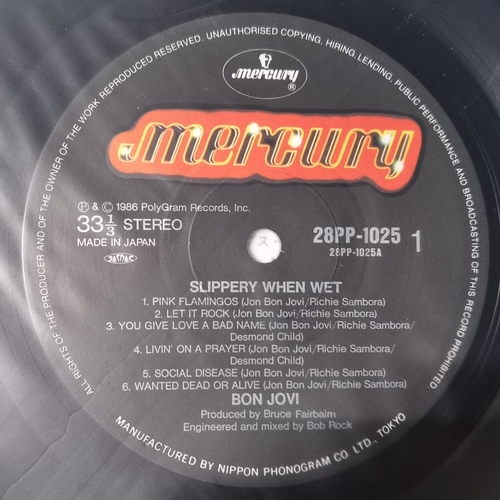 ALL RIGHTS OF THE PRODUCER AND OF THE OWNER OF THE WORK REPRODUCED RESERVED. UNAUTHORISED COPYING, HIRING, LENDING, PUBLIC PERFORMANCE AND BROADCASTING OF THIS RECORD PROHIBITED
mercury ®
mercury
℗ & © 1986 PolyGram Records, Inc.
33 1/3 STEREO
MADE IN JAPAN
28PP-1025 1
28PP-1025A
SLIPPERY WHEN WET
1. PINK FLAMINGOS (Jon Bon Jovi/Richie Sambora)
2. LET IT ROCK (Jon Bon Jovi/Richie Sambora)
3. YOU GIVE LOVE A BAD NAME (Jon Bon Jovi/Richie Sambora/
Desmond Child)
4. LIVIN' ON A PRAYER (Jon Bon Jovi/Richie Sambora/
Desmond Child)
5. SOCIAL DISEASE (Jon Bon Jovi/Richie Sambora)
6. WANTED DEAD OR ALIVE (Jon Bon Jovi/Richie Sambora)
BON JOVI
Produced by Bruce Fairbairn
Engineered and mixed by Bob Rock
MANUFACTURED BY NIPPON PHONOGRAM CO. LTD., TOKYO